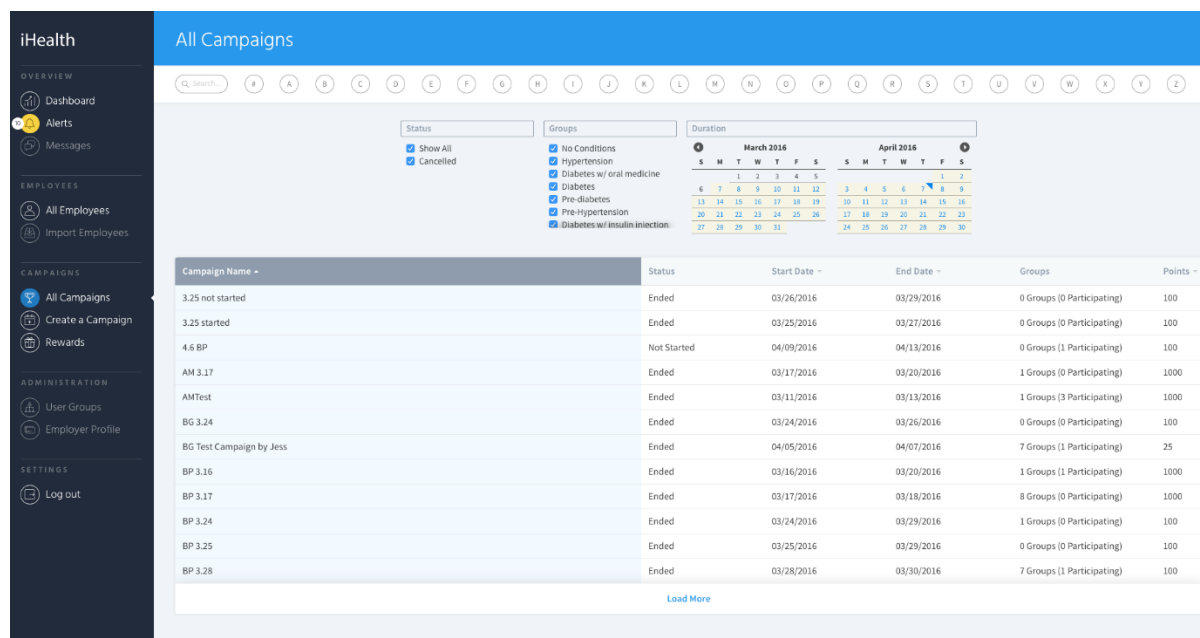 iHealth
All Campaigns
OVERVIEW
Dashboard
10
Alerts
Messages
EMPLOYEES
All Employees
Import Employees
CAMPAIGNS
All Campaigns
Create a Campaign
Rewards
ADMINISTRATION
User Groups
Employer Profile
SETTINGS
Log out
Search... # A B C D E F G H I J K L M N O P Q R S T U V W X Y Z
Status
Show All
Cancelled
Groups
No Conditions
Hypertension
Diabetes w/ oral medicine
Diabetes
Pre-diabetes
Pre-Hypertension
Diabetes w/ insulin injection
Duration
March 2016
S M T W T F S
1 2 3 4 5
6 7 8 9 10 11 12
13 14 15 16 17 18 19
20 21 22 23 24 25 26
27 28 29 30 31
April 2016
S M T W T F S
1 2
3 4 5 6 7 8 9
10 11 12 13 14 15 16
17 18 19 20 21 22 23
24 25 26 27 28 29 30
Campaign Name Status Start Date End Date Groups Points
3.25 not started Ended 03/26/2016 03/29/2016 0 Groups (0 Participating) 100
3.25 started Ended 03/25/2016 03/27/2016 0 Groups (0 Participating) 100
4.6 BP Not Started 04/09/2016 04/13/2016 0 Groups (1 Participating) 100
AM 3.17 Ended 03/17/2016 03/20/2016 1 Groups (0 Participating) 1000
AMTest Ended 03/11/2016 03/13/2016 1 Groups (3 Participating) 1000
BG 3.24 Ended 03/24/2016 03/26/2016 0 Groups (0 Participating) 100
BG Test Campaign by Jess Ended 04/05/2016 04/07/2016 7 Groups (1 Participating) 25
BP 3.16 Ended 03/16/2016 03/20/2016 1 Groups (1 Participating) 1000
BP 3.17 Ended 03/17/2016 03/18/2016 8 Groups (0 Participating) 1000
BP 3.24 Ended 03/24/2016 03/29/2016 1 Groups (0 Participating) 100
BP 3.25 Ended 03/25/2016 03/29/2016 0 Groups (0 Participating) 100
BP 3.28 Ended 03/28/2016 03/30/2016 7 Groups (1 Participating) 100
Load More